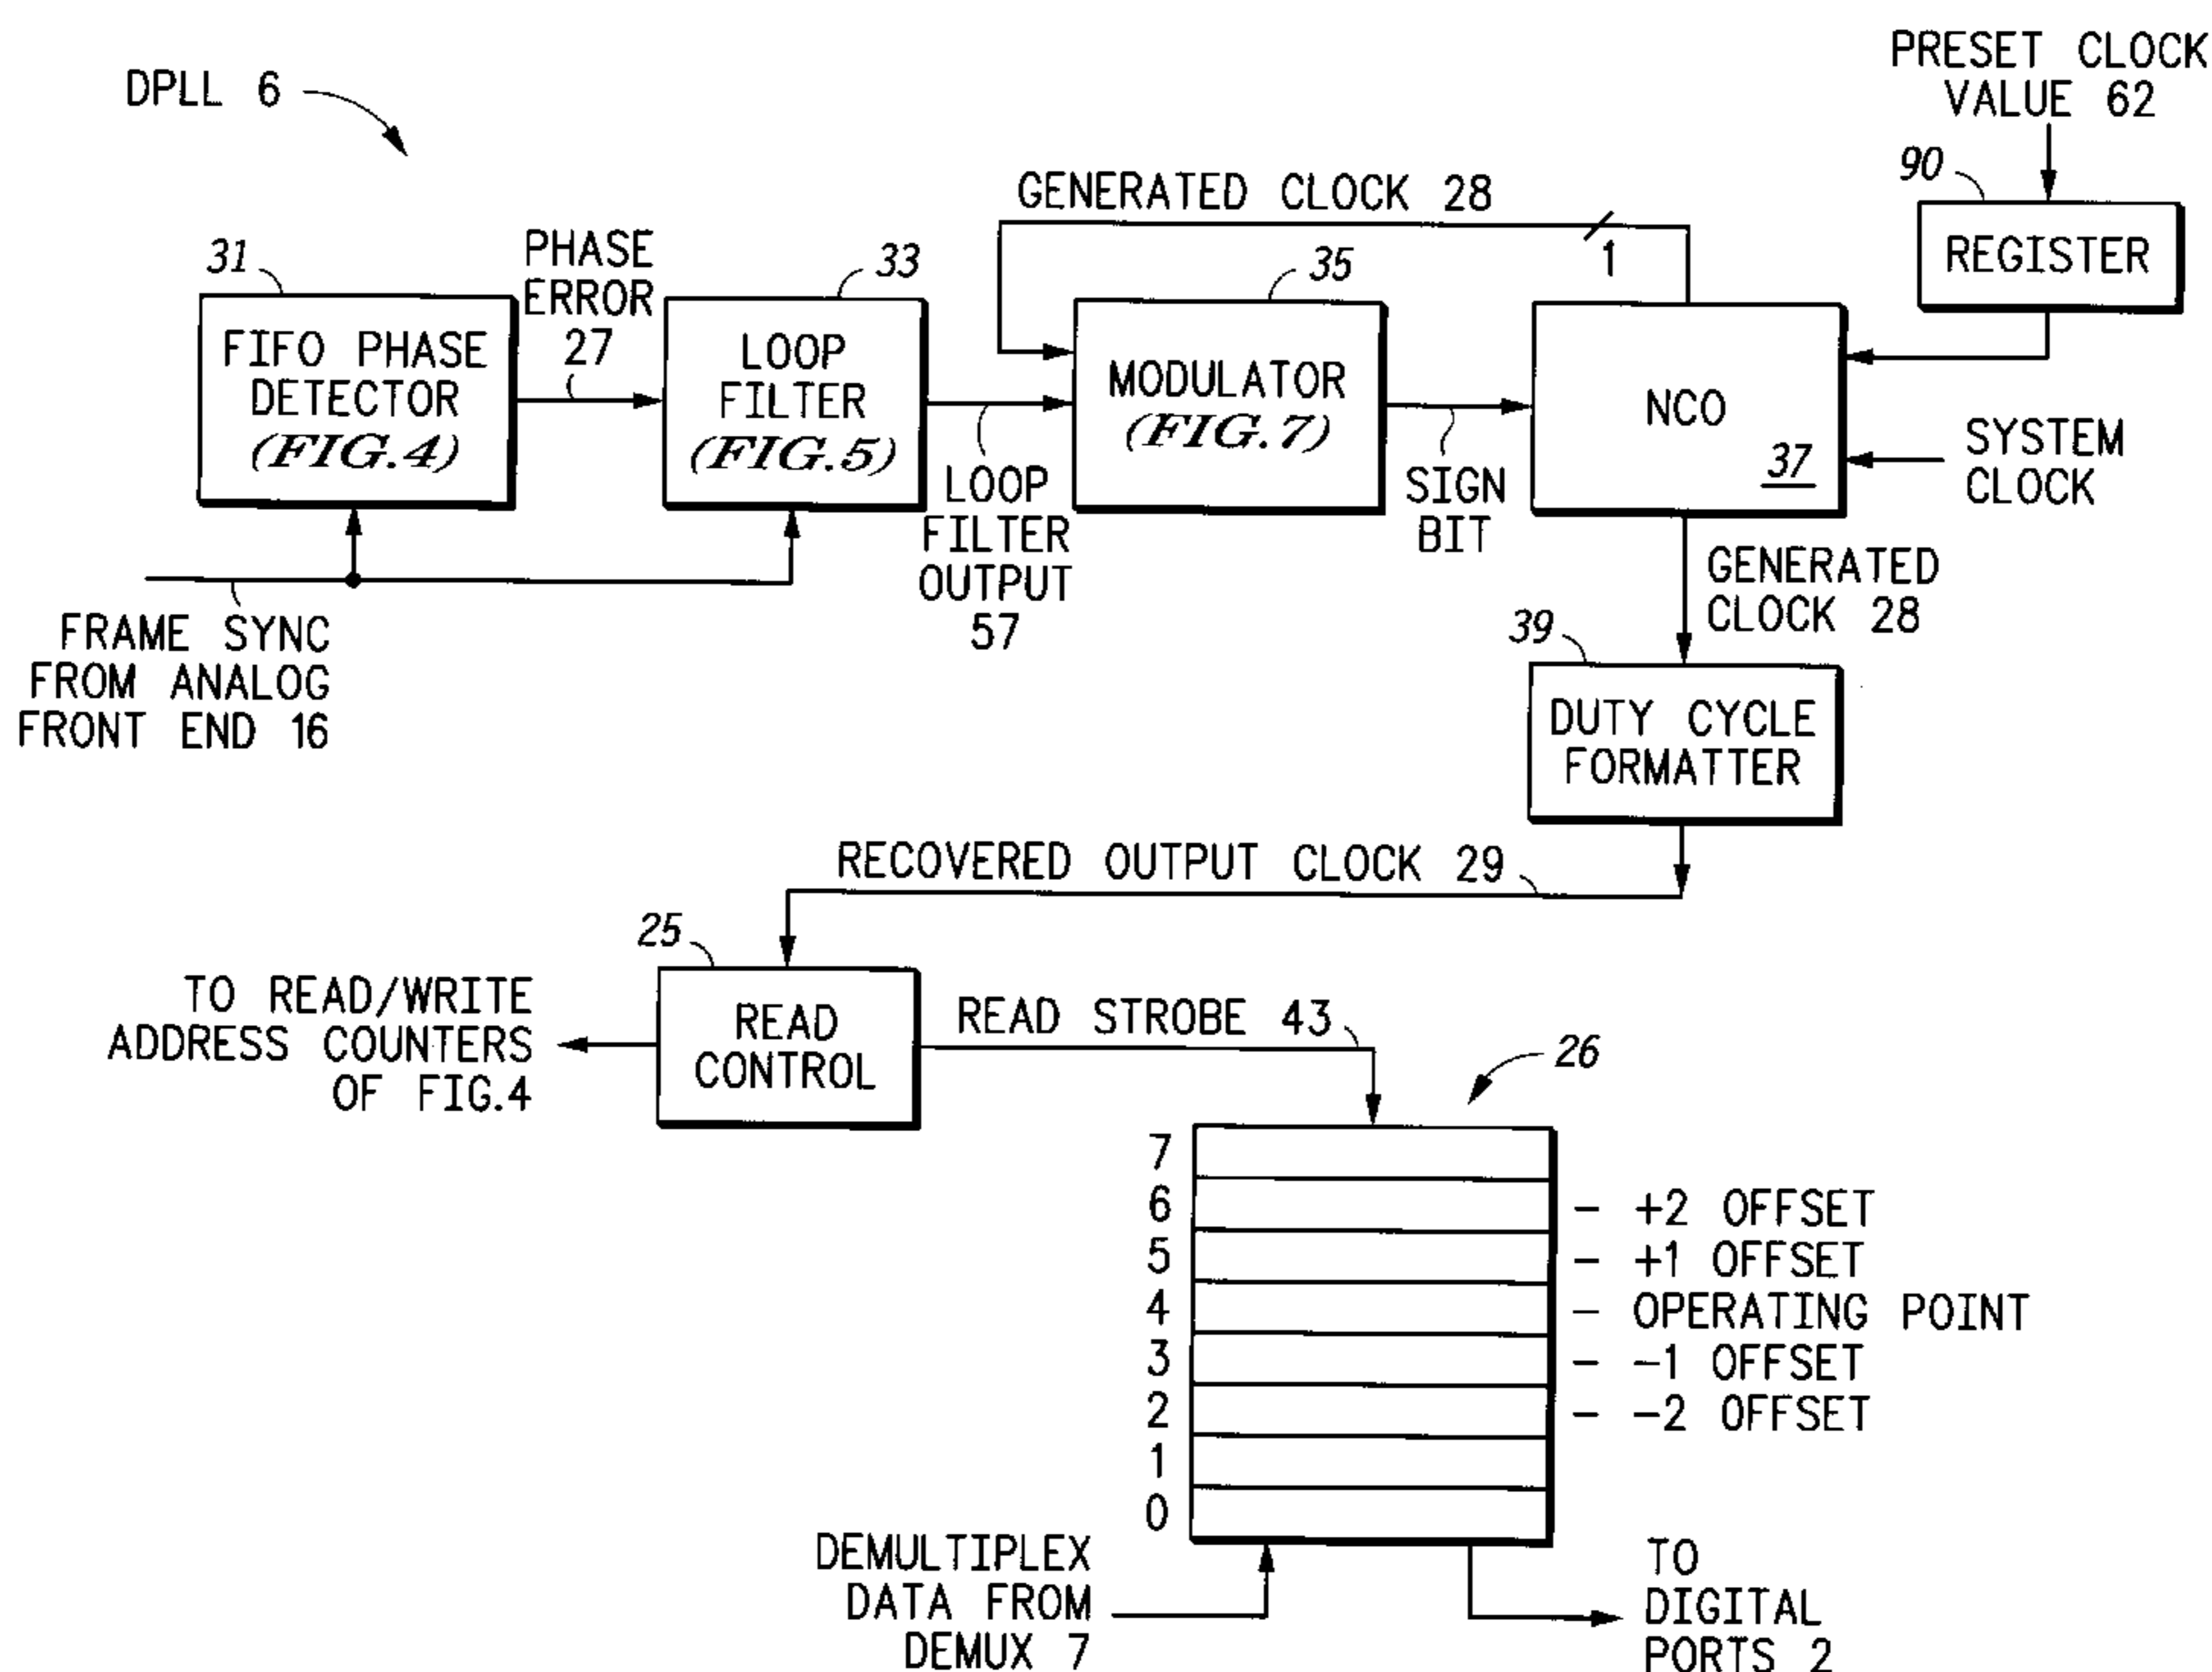 DPLL 6
PRESET CLOCK
VALUE 62
90
REGISTER
GENERATED CLOCK 28
1
31
FIFO PHASE
DETECTOR
(FIG.4)
PHASE
ERROR
27
33
LOOP
FILTER
(FIG.5)
LOOP
FILTER
OUTPUT
57
35
MODULATOR
(FIG.7)
SIGN
BIT
NCO
37
SYSTEM
CLOCK
FRAME SYNC
FROM ANALOG
FRONT END 16
GENERATED
CLOCK 28
39
DUTY CYCLE
FORMATTER
RECOVERED OUTPUT CLOCK 29
25
READ
CONTROL
TO READ/WRITE
ADDRESS COUNTERS
OF FIG.4
READ STROBE 43
26
7
6 - +2 OFFSET
5 - +1 OFFSET
4 - OPERATING POINT
3 - -1 OFFSET
2 - -2 OFFSET
1
0
DEMULTIPLEX
DATA FROM
DEMUX 7
TO
DIGITAL
PORTS 2